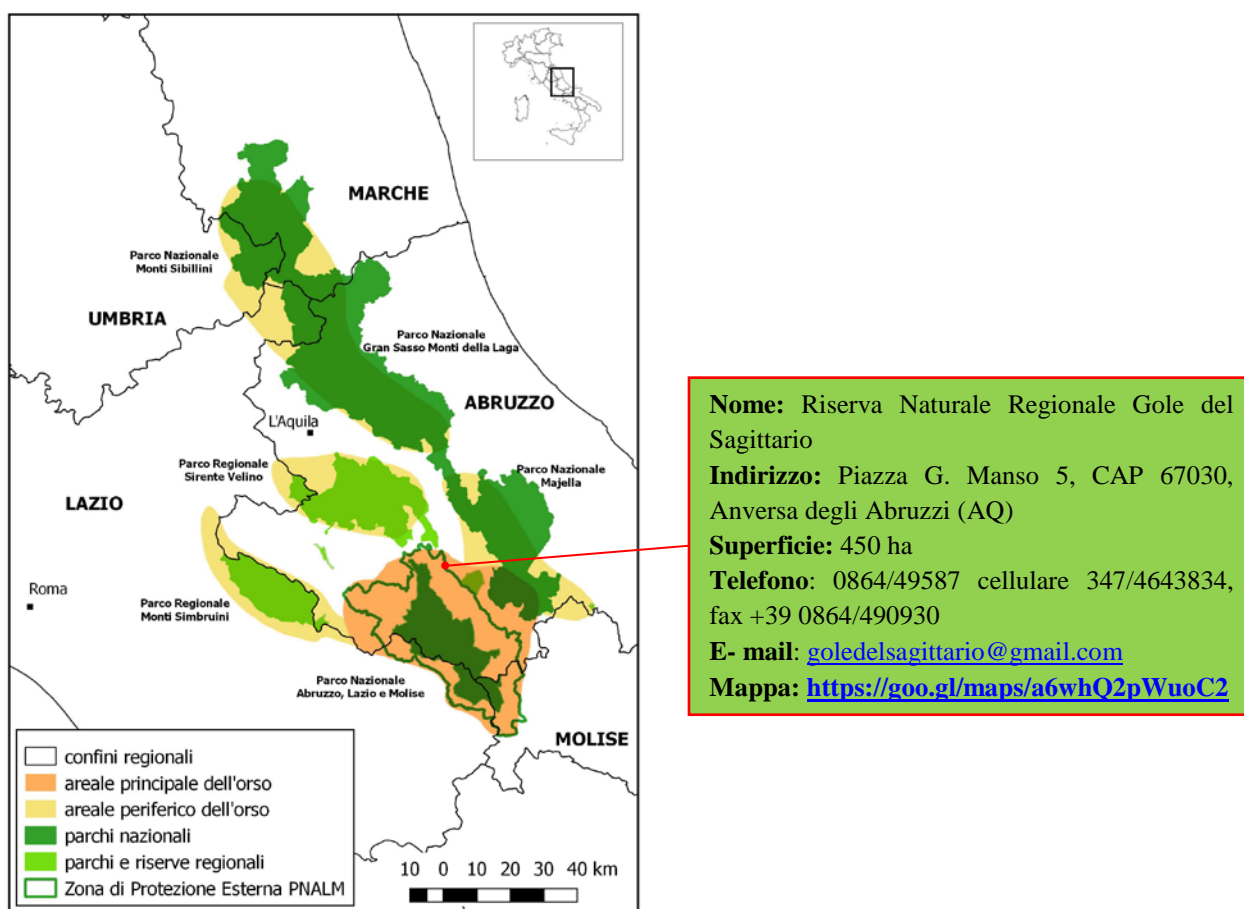 MARCHE
Parco Nazionale
Monti Sibillini
UMBRIA
Parco Nazionale
Gran Sasso Monti della Laga
ABRUZZO
L'Aquila
Parco Regionale
Sirente Velino
Parco Nazionale
Majella
LAZIO
Roma
Parco Regionale
Monti Simbruini
Parco Nazionale
Abruzzo, Lazio e Molise
MOLISE
confini regionali
areale principale dell'orso
areale periferico dell'orso
parchi nazionali
parchi e riserve regionali
Zona di Protezione Esterna PNALM
10 0 10 20 30 40 km
Nome: Riserva Naturale Regionale Gole del
Sagittario
Indirizzo: Piazza G. Manso 5, CAP 67030,
Anversa degli Abruzzi (AQ)
Superficie: 450 ha
Telefono: 0864/49587 cellulare 347/4643834,
fax +39 0864/490930
E- mail: goledelsagittario@gmail.com
Mappa: https://goo.gl/maps/a6whQ2pWuoC2